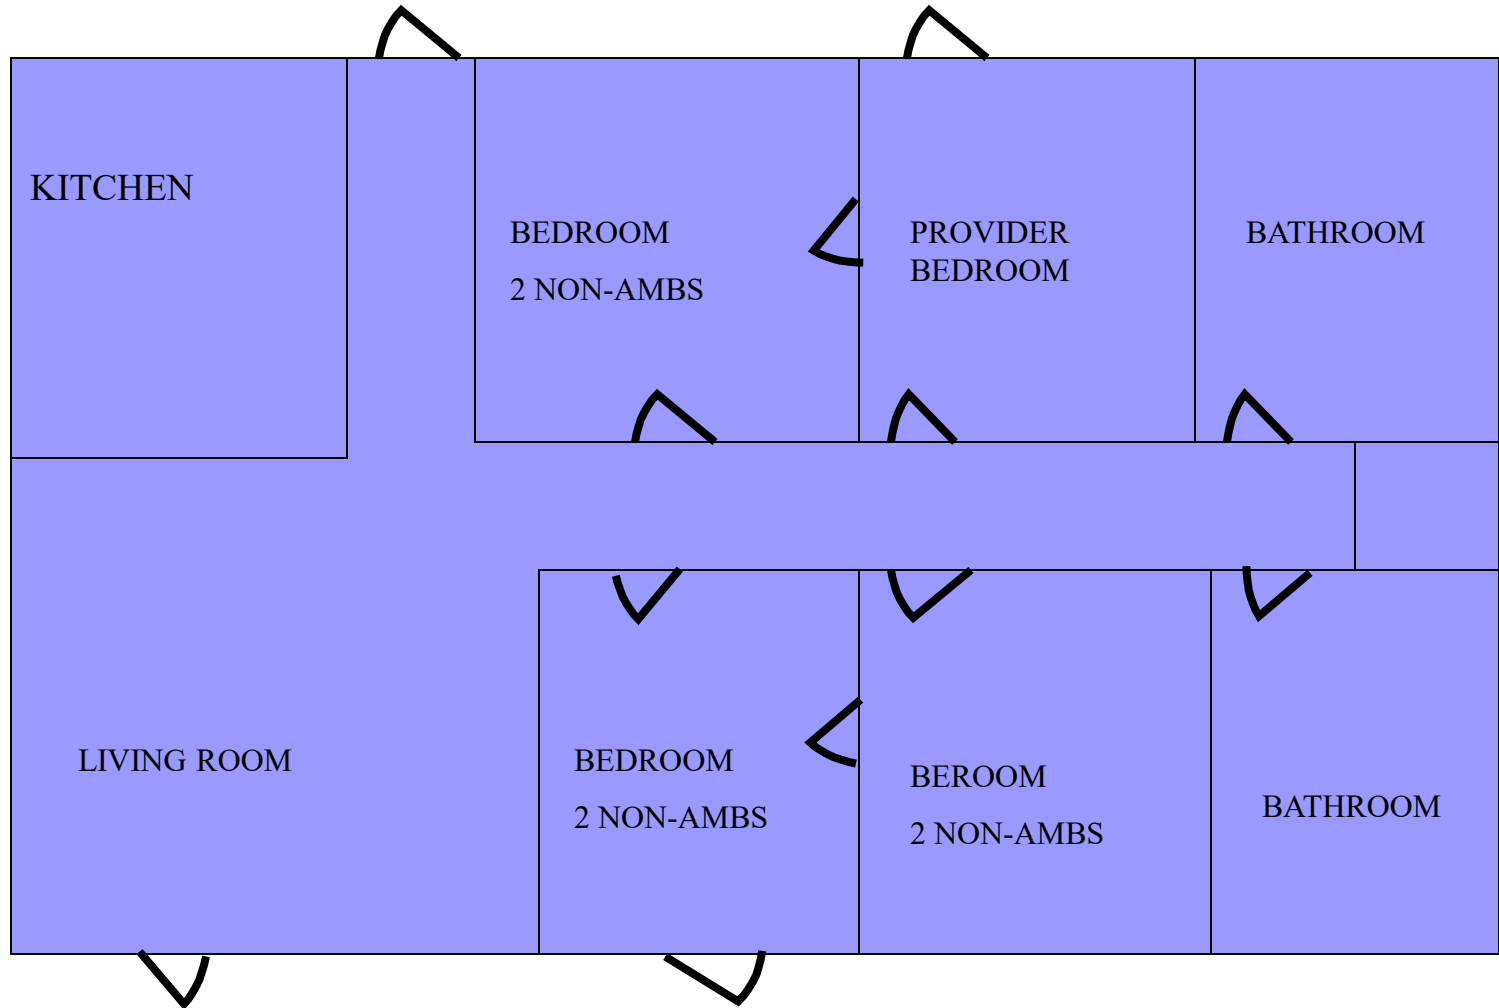 KITCHEN
BEDROOM
2 NON-AMBS
PROVIDER
BEDROOM
BATHROOM
LIVING ROOM
BEDROOM
2 NON-AMBS
BEROOM
2 NON-AMBS
BATHROOM